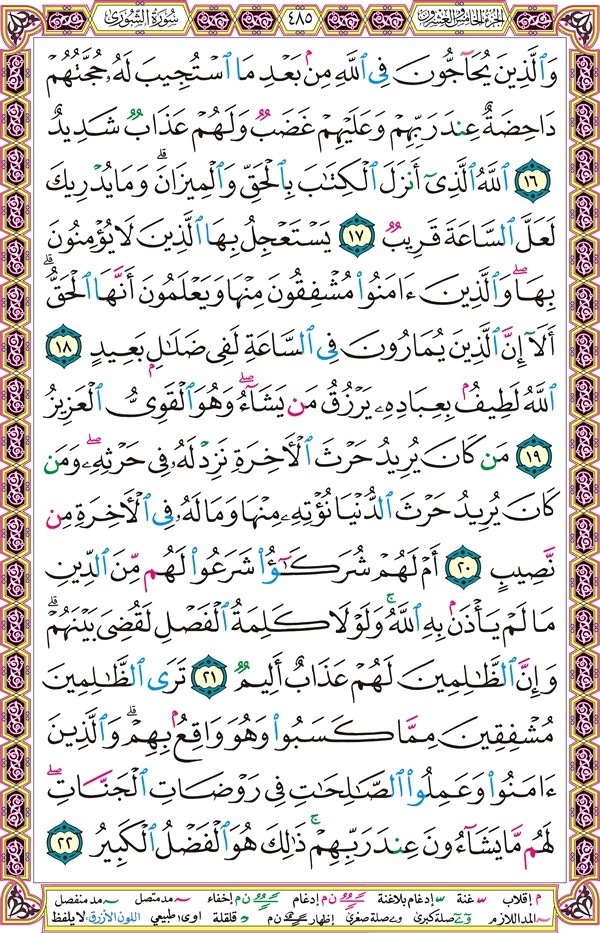 الجزء الخامس والعشرون ٤٨٥ سُورَةُ الشُّورَىٰ
وَٱلَّذِينَ يُحَآجُّونَ فِى ٱللَّهِ مِنۢ بَعْدِ مَا ٱسْتُجِيبَ لَهُۥ حُجَّتُهُمْ
دَاحِضَةٌ عِندَ رَبِّهِمْ وَعَلَيْهِمْ غَضَبٌ وَلَهُمْ عَذَابٌ شَدِيدٌ
١٦ ٱللَّهُ ٱلَّذِىٓ أَنزَلَ ٱلْكِتَٰبَ بِٱلْحَقِّ وَٱلْمِيزَانَ ۗ وَمَا يُدْرِيكَ
لَعَلَّ ٱلسَّاعَةَ قَرِيبٌ ١٧ يَسْتَعْجِلُ بِهَا ٱلَّذِينَ لَا يُؤْمِنُونَ
بِهَا ۖ وَٱلَّذِينَ ءَامَنُوا۟ مُشْفِقُونَ مِنْهَا وَيَعْلَمُونَ أَنَّهَا ٱلْحَقُّ ۗ
أَلَآ إِنَّ ٱلَّذِينَ يُمَارُونَ فِى ٱلسَّاعَةِ لَفِى ضَلَٰلٍۭ بَعِيدٍ ١٨
ٱللَّهُ لَطِيفٌۢ بِعِبَادِهِۦ يَرْزُقُ مَن يَشَآءُ ۖ وَهُوَ ٱلْقَوِىُّ ٱلْعَزِيزُ
١٩ مَن كَانَ يُرِيدُ حَرْثَ ٱلْأَخِرَةِ نَزِدْ لَهُۥ فِى حَرْثِهِۦ ۖ وَمَن
كَانَ يُرِيدُ حَرْثَ ٱلدُّنْيَا نُؤْتِهِۦ مِنْهَا وَمَا لَهُۥ فِى ٱلْأَخِرَةِ مِن
نَّصِيبٍ ٢٠ أَمْ لَهُمْ شُرَكَٰٓؤُا۟ شَرَعُوا۟ لَهُم مِّنَ ٱلدِّينِ
مَا لَمْ يَأْذَنۢ بِهِ ٱللَّهُ ۚ وَلَوْلَا كَلِمَةُ ٱلْفَصْلِ لَقُضِىَ بَيْنَهُمْ ۗ
وَإِنَّ ٱلظَّٰلِمِينَ لَهُمْ عَذَابٌ أَلِيمٌ ٢١ تَرَى ٱلظَّٰلِمِينَ
مُشْفِقِينَ مِمَّا كَسَبُوا۟ وَهُوَ وَاقِعٌۢ بِهِمْ ۗ وَٱلَّذِينَ
ءَامَنُوا۟ وَعَمِلُوا۟ ٱلصَّالِحَاتِ فِى رَوْضَاتِ ٱلْجَنَّاتِ ۖ
لَهُم مَّا يَشَآءُونَ عِندَ رَبِّهِمْ ۚ ذَٰلِكَ هُوَ ٱلْفَضْلُ ٱلْكَبِيرُ ٢٢
م إقلاب غنة إدغام بلاغنة ن م إدغام ن م إخفاء مد متصل مد منفصل
المد اللازم صلة كبرى صلة صغرى إظهار ن م قلقلة اوى طبيعي اللون الأزرق: لا يلفظ